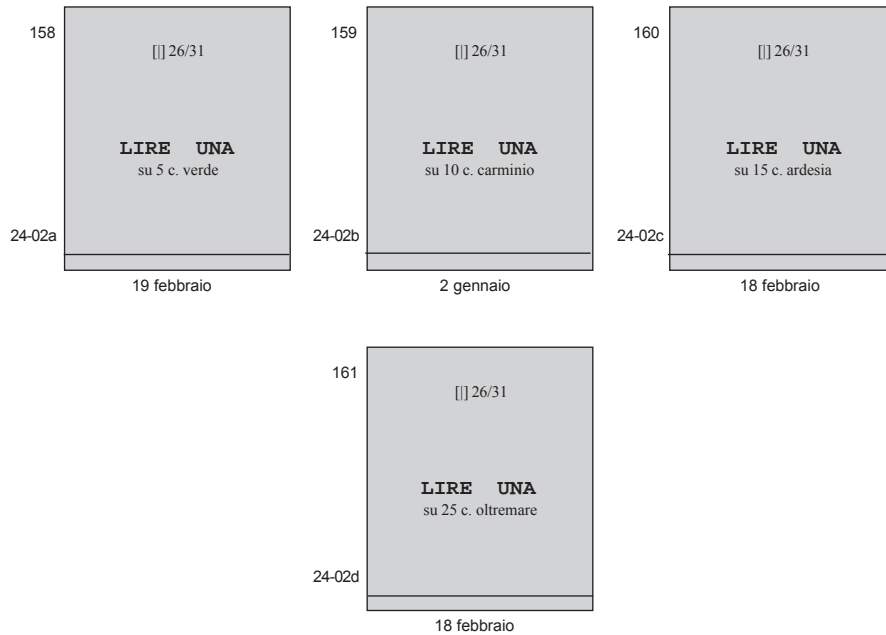 158
[|] 26/31
LIRE UNA
su 5 c. verde
24-02a
19 febbraio
159
[|] 26/31
LIRE UNA
su 10 c. carminio
24-02b
2 gennaio
160
[|] 26/31
LIRE UNA
su 15 c. ardesia
24-02c
18 febbraio
161
[|] 26/31
LIRE UNA
su 25 c. oltremare
24-02d
18 febbraio